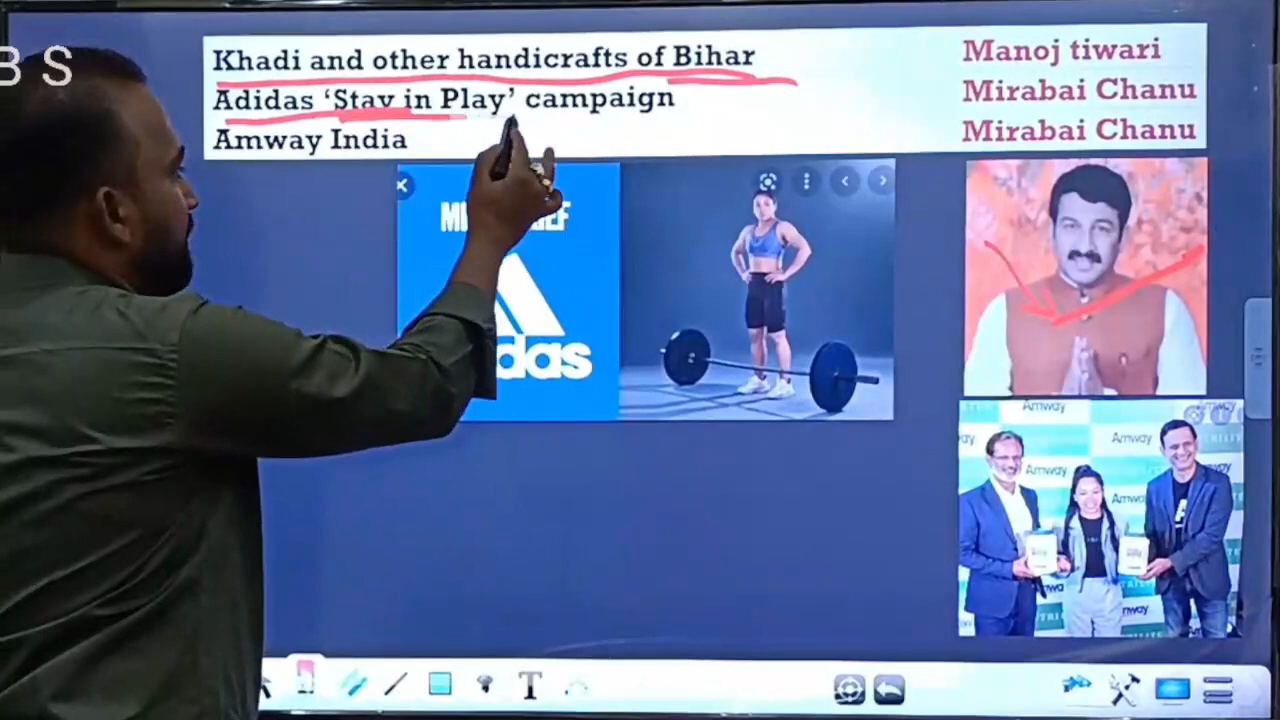 B S
Khadi and other handicrafts of Bihar
Manoj tiwari
Adidas ‘Stay in Play’ campaign
Mirabai Chanu
Amway India
Mirabai Chanu
das
Amway
Amway
Amway
T